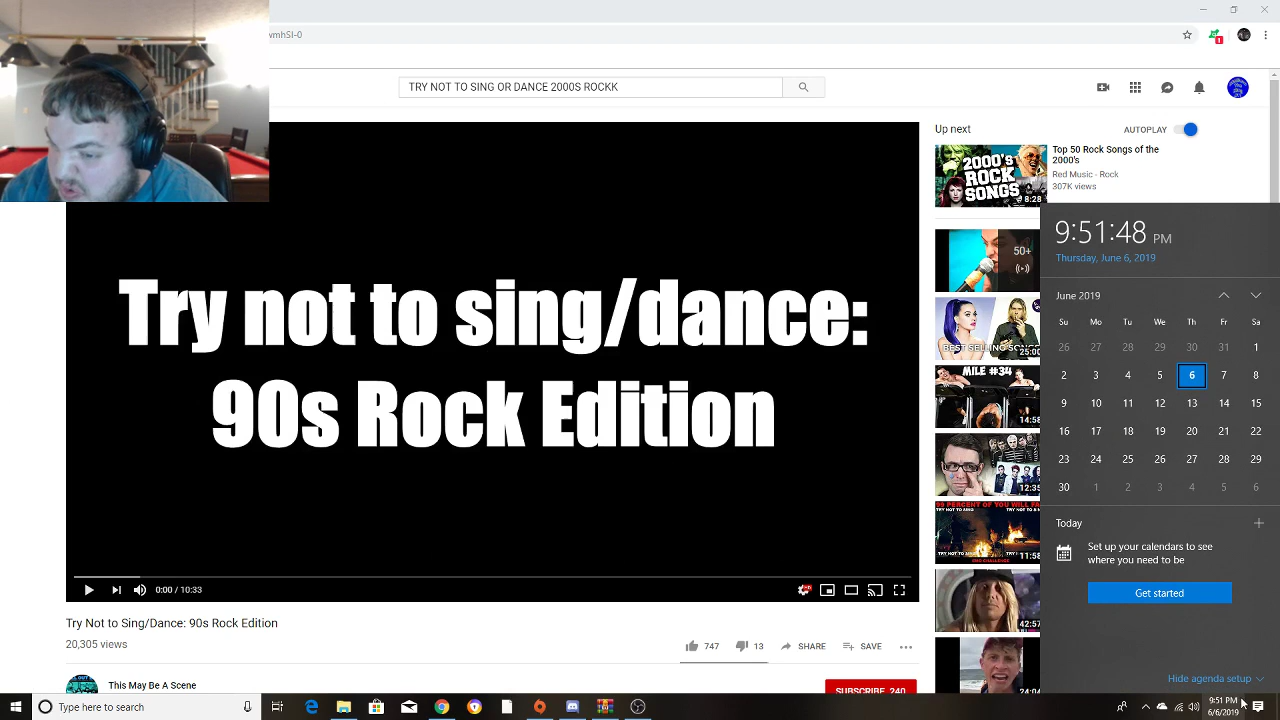 wmhSI-0
1
TRY NOT TO SING OR DANCE 2000S ROCKK
Up next
AUTOPLAY
2000'S
ROCK
SONGS
8:28
Top 50 Rock Songs of the
2000's
Red Music - Rock
307K views
50+
BEST SELLING SONGS
25:00
MILE #34
14:58
12:35
11:58
42:57
24:04
Try not to sing/dance:
90s Rock Edition
0:00 / 10:33
Try Not to Sing/Dance: 90s Rock Edition
20,305 views
747
13
SHARE
SAVE
This May Be A Scene
SUBSCRIBE 240
9:51:48 PM
Thursday, June 6, 2019
June 2019
Su Mo Tu We Th Fr Sa
26 27 28 29 30 31 1
2 3 4 5 6 7 8
9 10 11 12 13 14 15
16 17 18 19 20 21 22
23 24 25 26 27 28 29
30 1 2 3 4 5 6
Today
Set up your calendars to see
where you need to be
Get started
Hide agenda setup
Type here to search
9:51 PM
6/6/2019